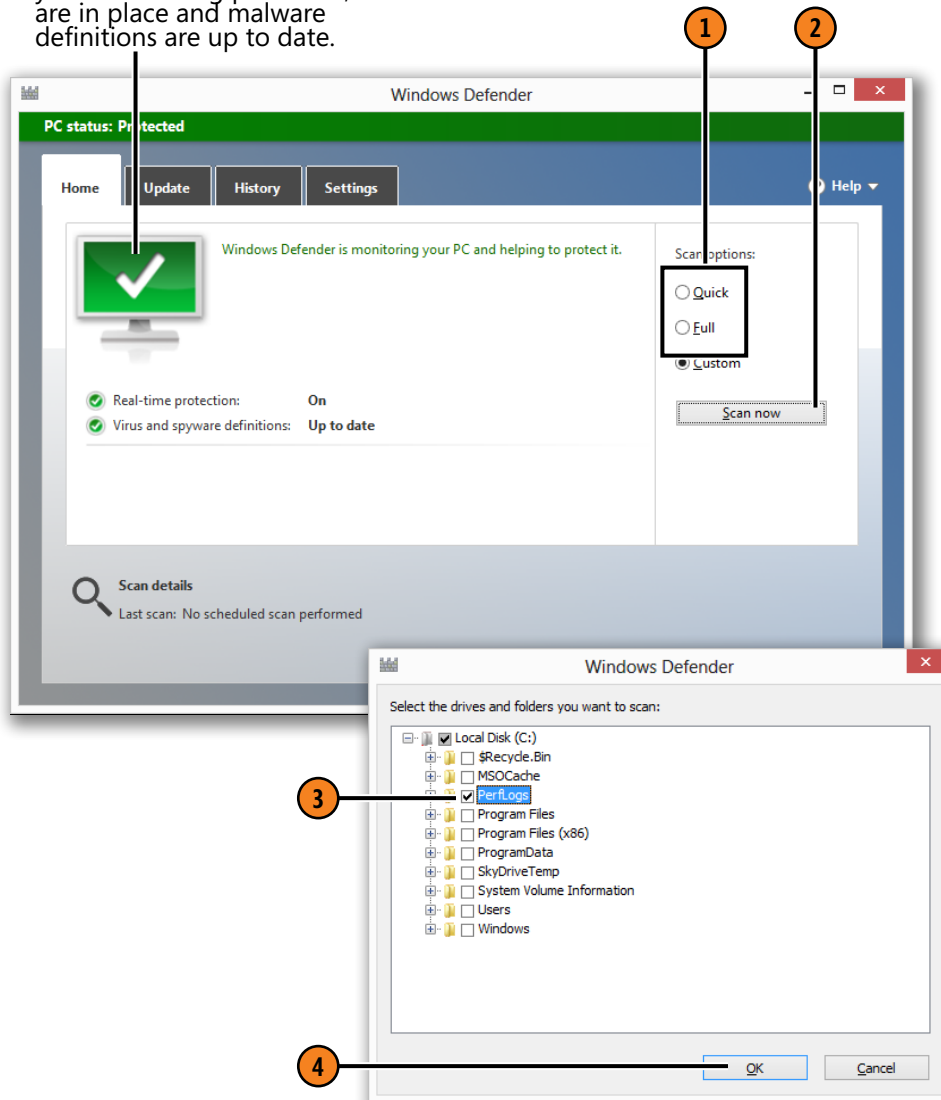 are in place and malware
definitions are up to date.
1
2
Windows Defender
PC status: Protected
Home
Update
History
Settings
Help
Windows Defender is monitoring your PC and helping to protect it.
Scan options:
Quick
Full
Custom
Scan now
Real-time protection: On
Virus and spyware definitions: Up to date
Scan details
Last scan: No scheduled scan performed
Windows Defender
Select the drives and folders you want to scan:
Local Disk (C:)
$Recycle.Bin
MSOCache
3
PerfLogs
Program Files
Program Files (x86)
ProgramData
SkyDriveTemp
System Volume Information
Users
Windows
4
OK
Cancel